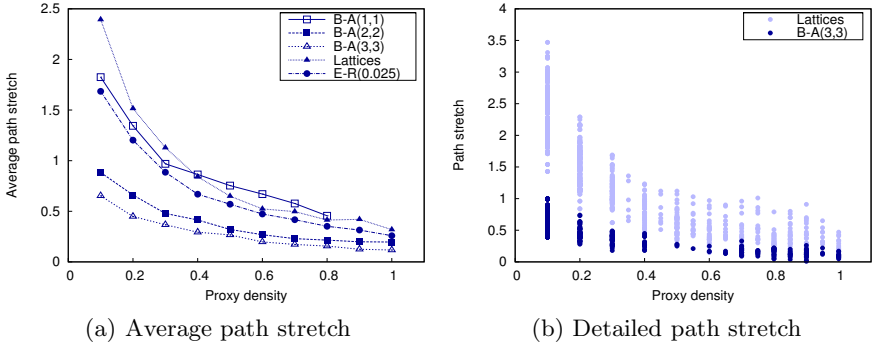 2.5
2
1.5
1
0.5
0
0
0.2
0.4
0.6
0.8
1
Average path stretch
Proxy density
B-A(1,1)
B-A(2,2)
B-A(3,3)
Lattices
E-R(0.025)
(a) Average path stretch
4
3.5
3
2.5
2
1.5
1
0.5
0
0
0.2
0.4
0.6
0.8
1
Path stretch
Proxy density
Lattices
B-A(3,3)
(b) Detailed path stretch